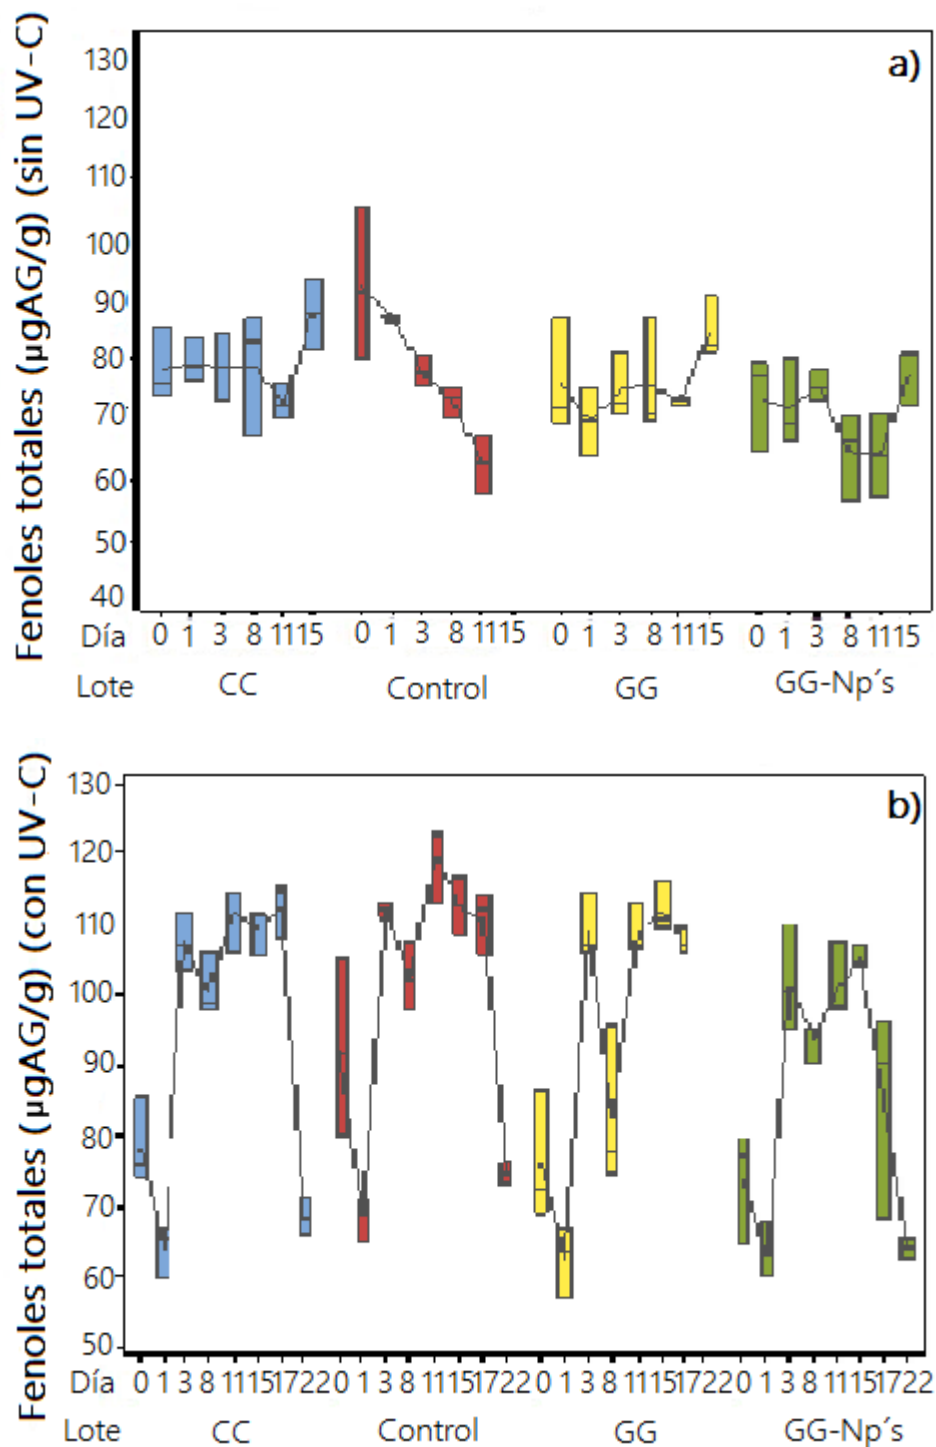 Fenoles totales (µgAG/g) (sin UV-C)
a)
130
120
110
100
90
80
70
60
50
40
Día 0 1 3 8 1115 0 1 3 8 1115 0 1 3 8 1115 0 1 3 8 1115
Lote CC Control GG GG-Np´s
Fenoles totales (µgAG/g) (con UV-C)
b)
130
120
110
100
90
80
70
60
50
Día 0 1 3 8 11151722 0 1 3 8 11151722 0 1 3 8 11151722 0 1 3 8 11151722
Lote CC Control GG GG-Np´s